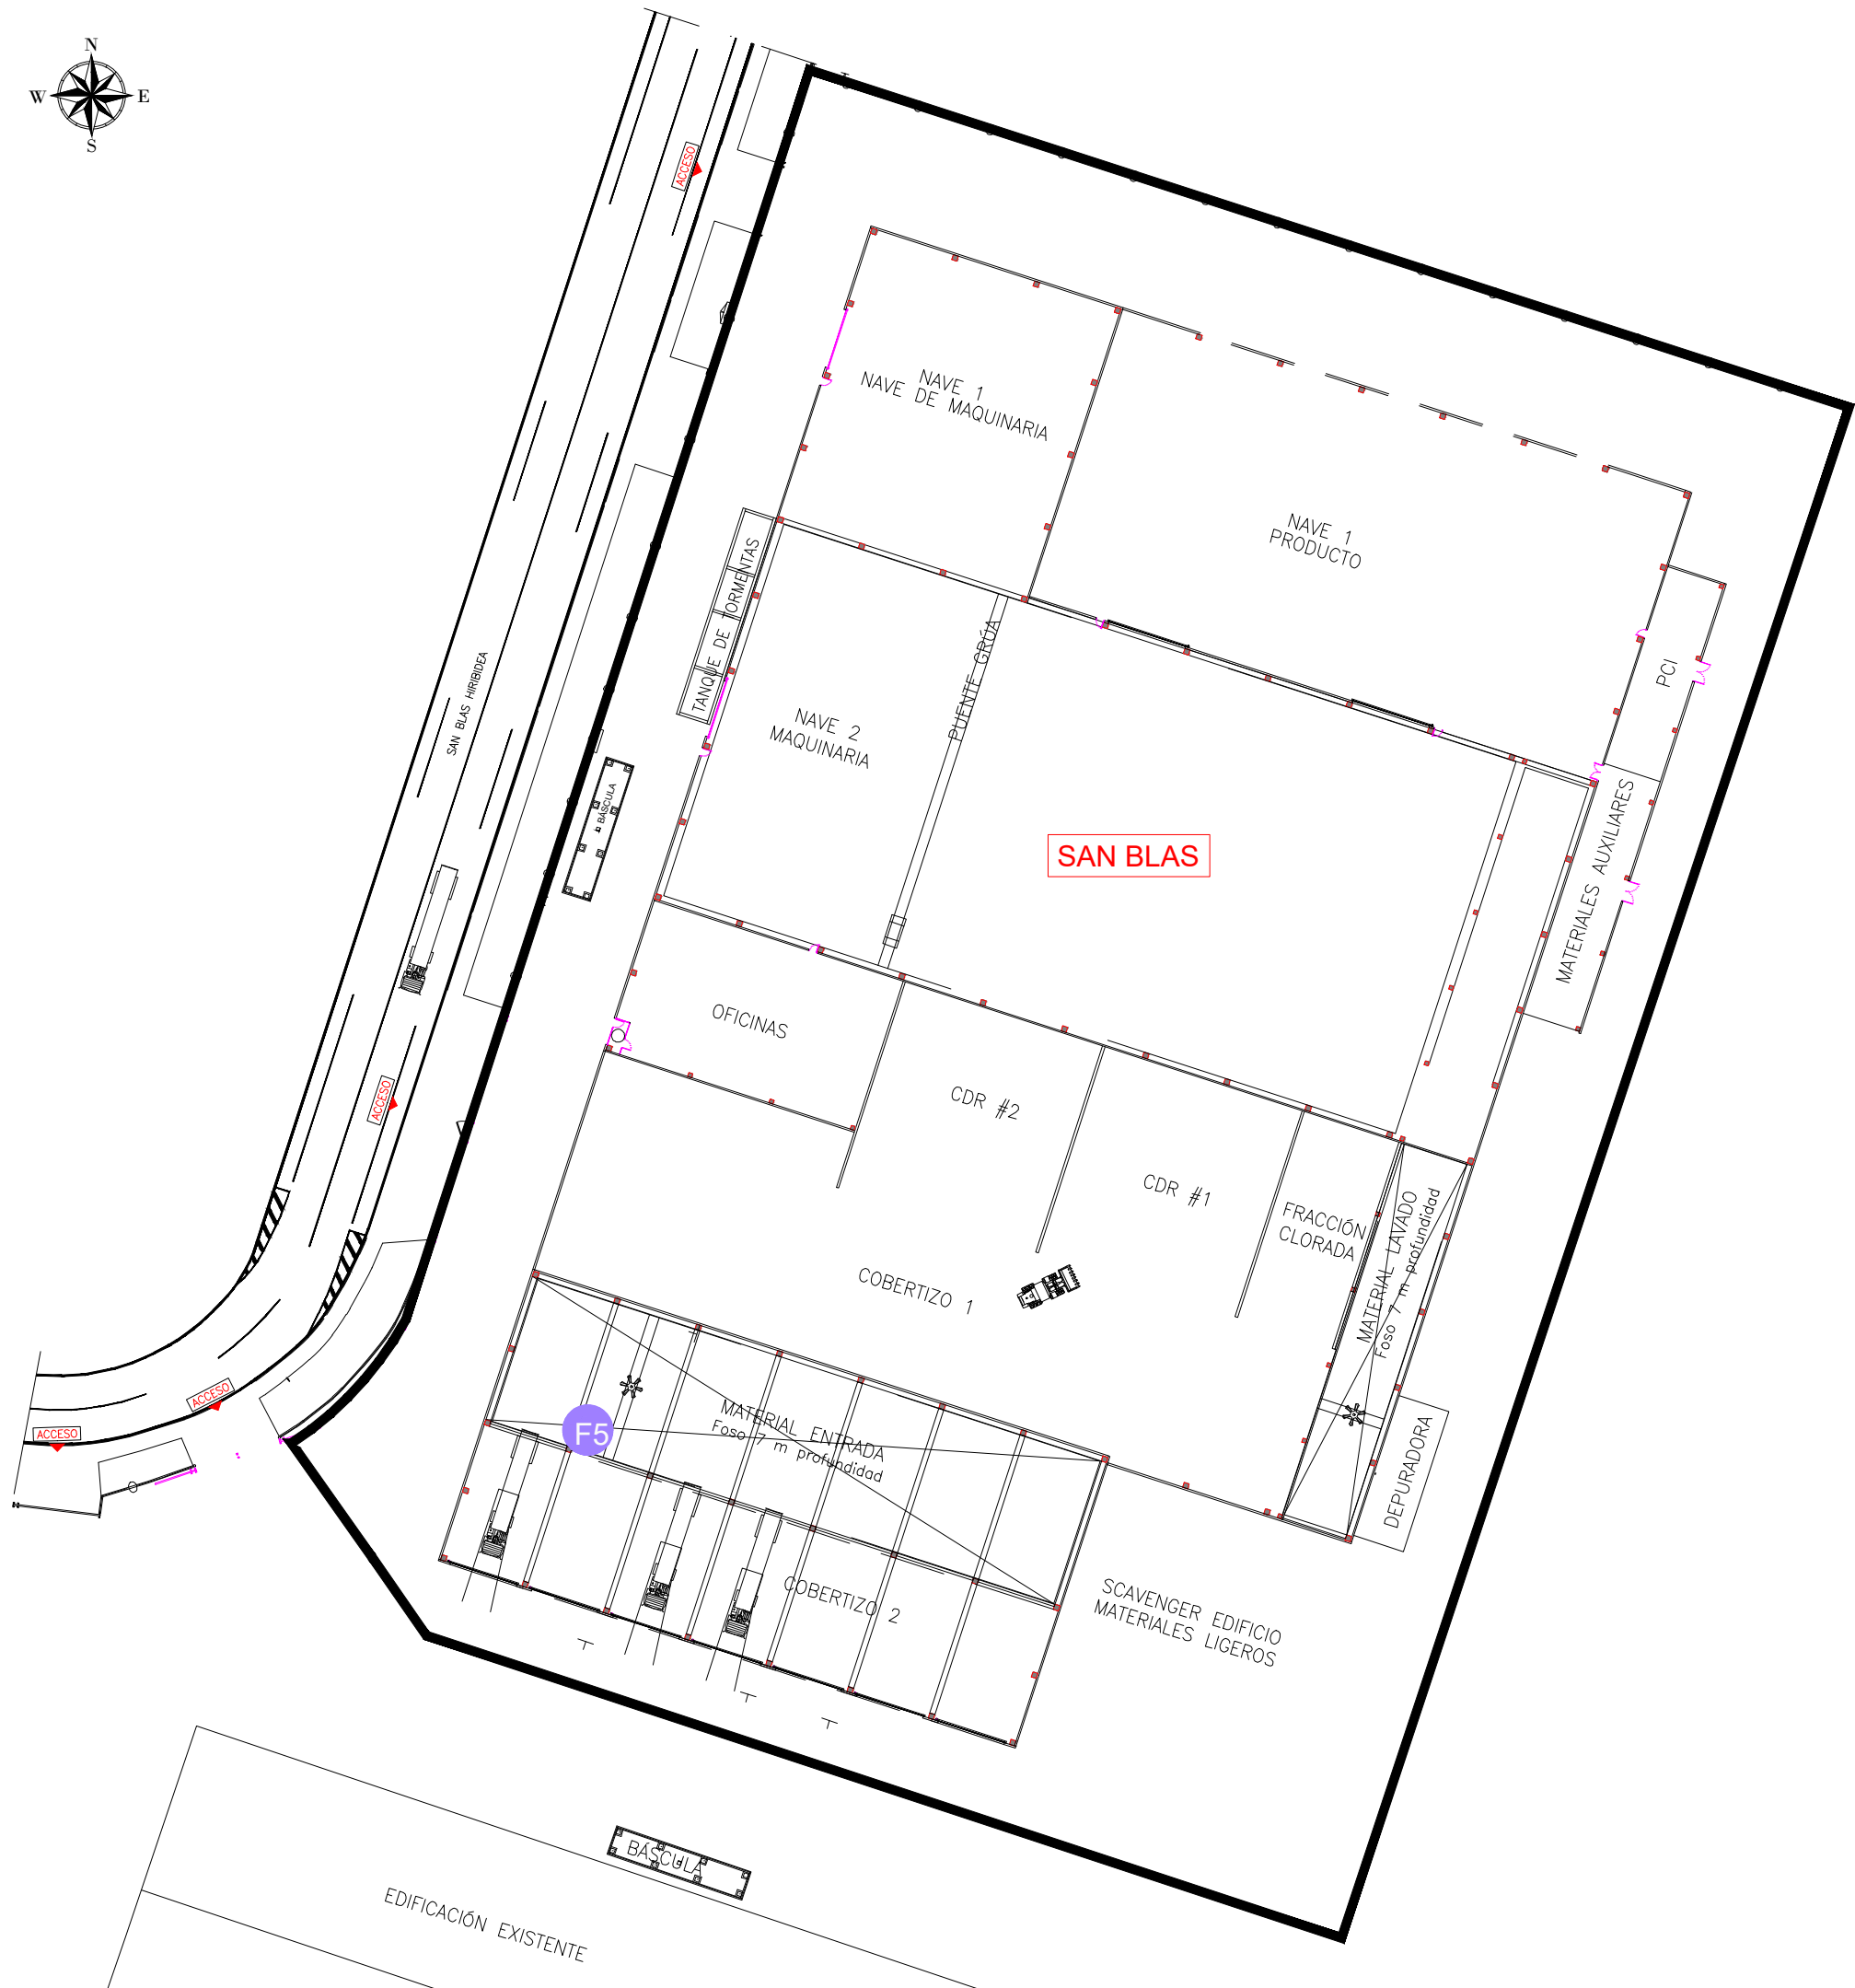 N
W E
S
ACCESO
NAVE 1
NAVE DE MAQUINARIA
NAVE 1
PRODUCTO
TANQUE DE TORMENTAS
PUENTE GRÚA
PCI
SAN BLAS HIRIBIDEA
NAVE 2
MAQUINARIA
BÁSCULA
SAN BLAS
MATERIALES AUXILIARES
OFICINAS
CDR #2
ACCESO
CDR #1
FRACCIÓN
CLORADA
MATERIAL LAVADO
Foso 7 m profundidad
COBERTIZO 1
ACCESO
ACCESO
F5
MATERIAL ENTRADA
Foso 7 m profundidad
DEPURADORA
COBERTIZO 2
SCAVENGER EDIFICIO
MATERIALES LIGEROS
BÁSCULA
EDIFICACIÓN EXISTENTE